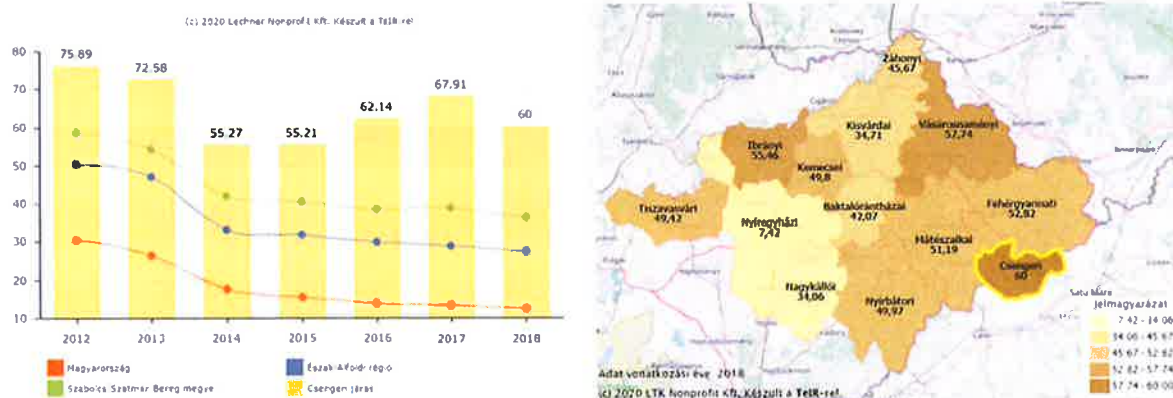 (c) 2020 Lechner Nonprofit Kft. Készült a TeIR-rel
80
70
60
50
40
30
20
10
75.89
72.58
55.27
55.21
62.14
67.91
60
2012
2013
2014
2015
2016
2017
2018
Magyarország
Észak-Alföld régió
Szabolcs-Szatmár-Bereg megye
Csengeri járás
Záhonyi
45,67
Kisvárdai
34,71
Vásárosnaményi
57,74
Ibrányi
55,46
Kemecsei
49,8
Tiszavasvári
49,42
Baktalórántházai
42,07
Fehérgyarmati
52,82
Nyíregyházi
7,42
Mátészalkai
51,19
Csengeri
60
Nagykállói
34,06
Nyírbátori
49,97
Satu Mare
Jelmagyarázat
7,42 - 34,06
34,06 - 45,67
45,67 - 52,82
52,82 - 57,74
57,74 - 60,00
Adat vonatkozási éve: 2018
(c) 2020 LTK Nonprofit Kft. Készült a TeIR-rel